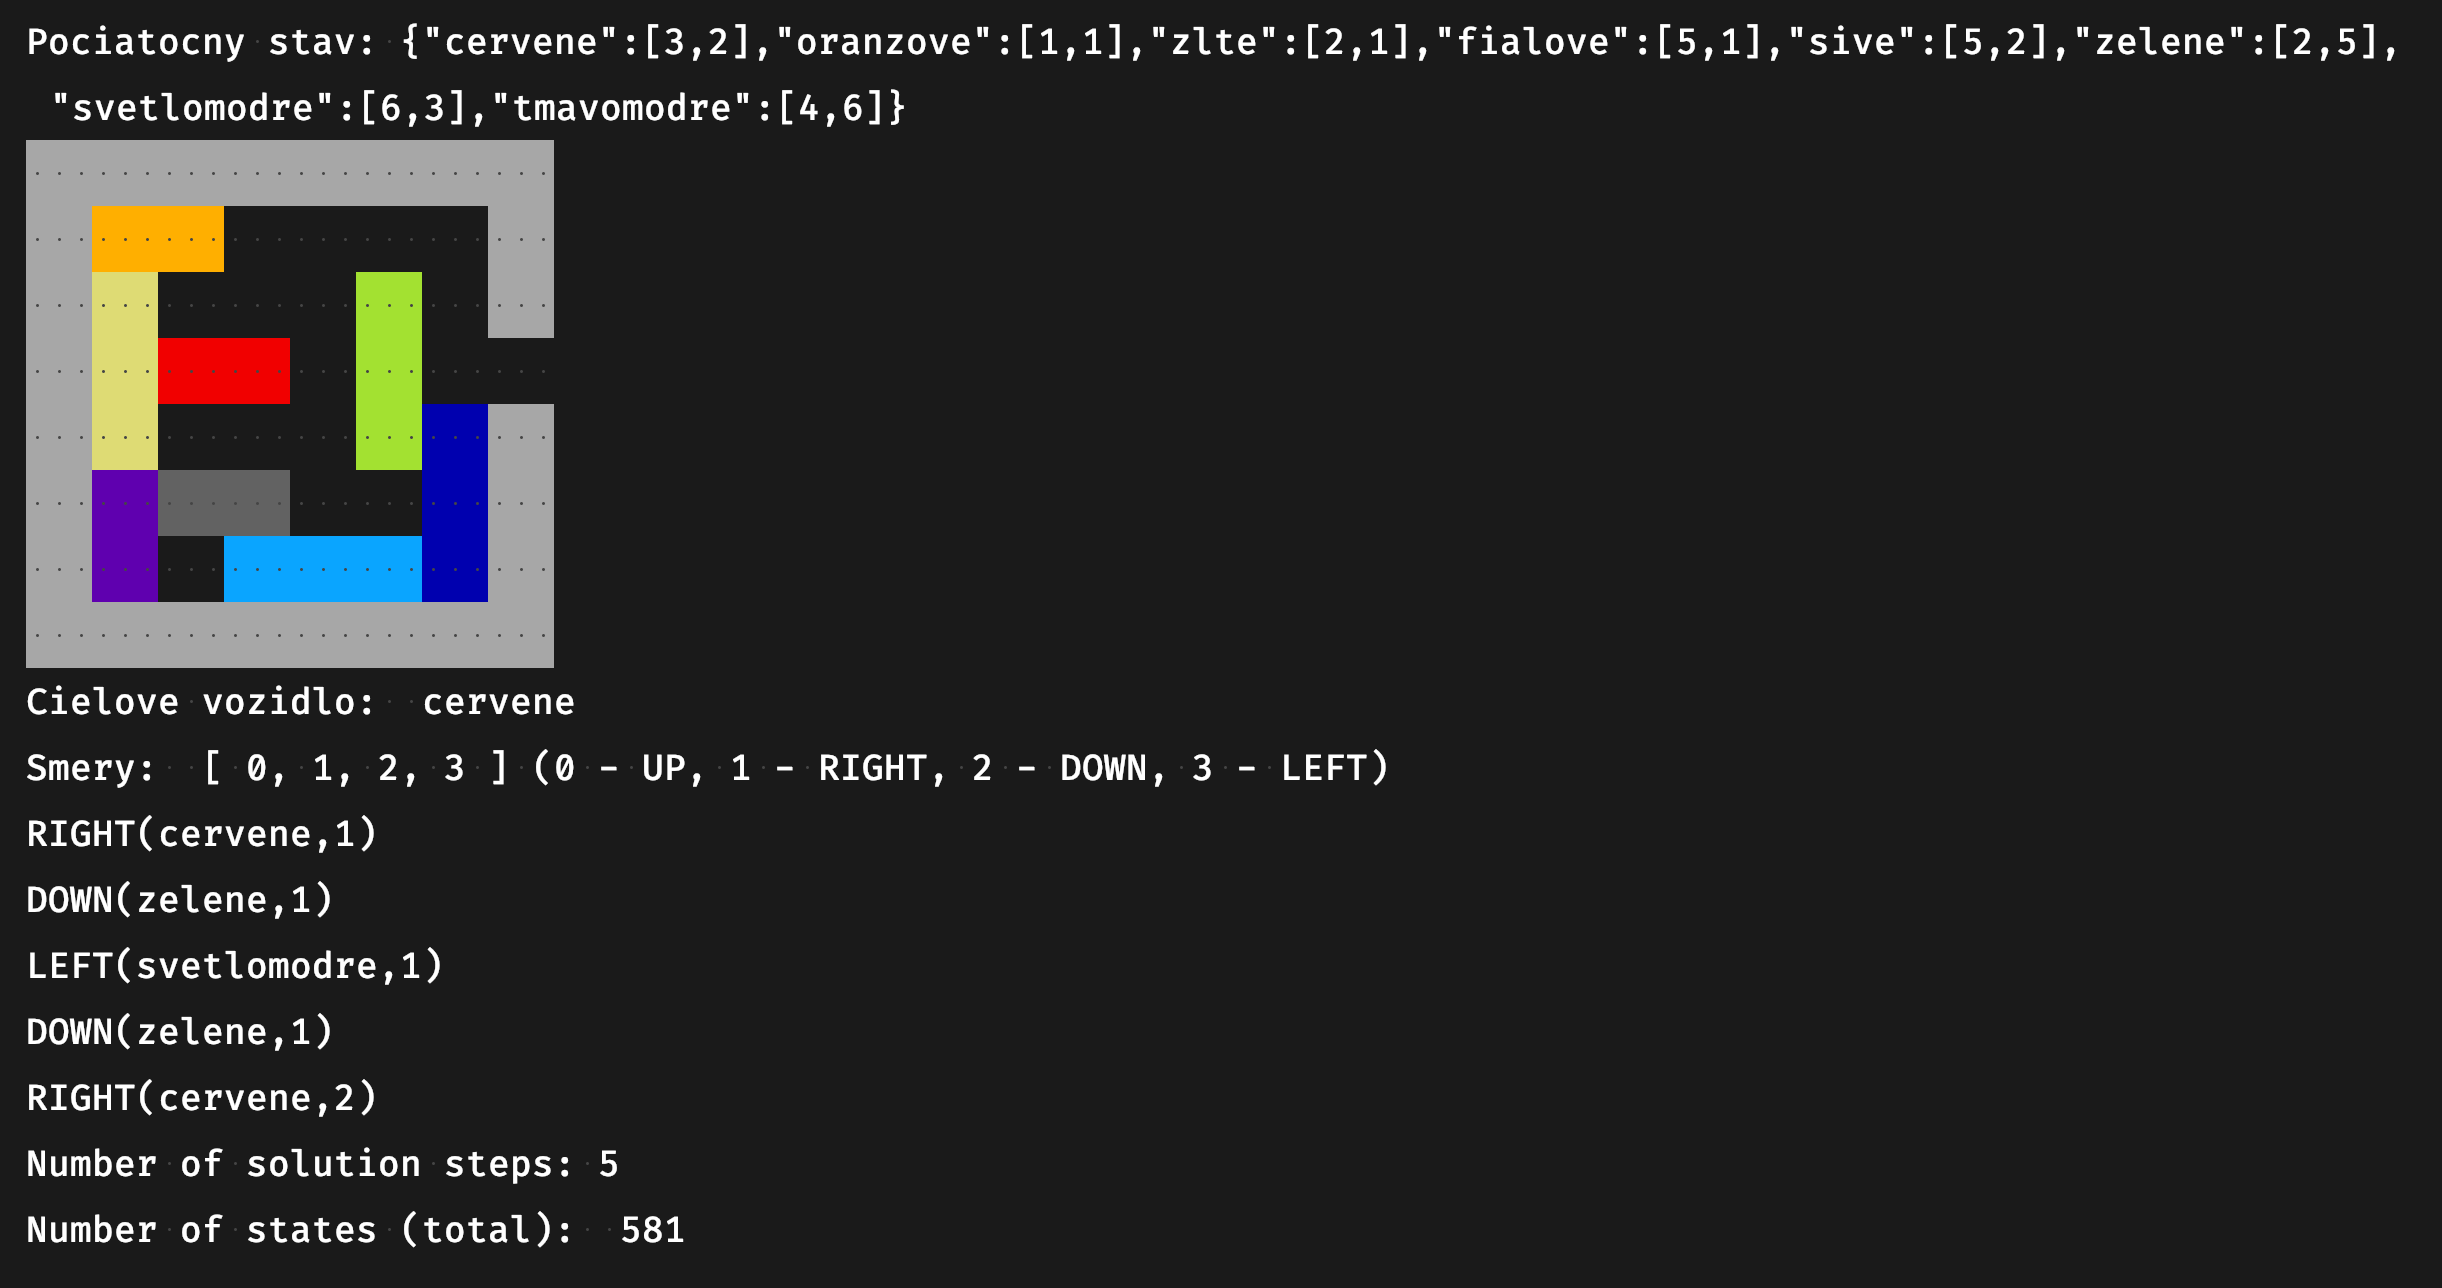 Pociatocny stav: {"cervene":[3,2],"oranzove":[1,1],"zlte":[2,1],"fialove":[5,1],"sive":[5,2],"zelene":[2,5],
"svetlomodre":[6,3],"tmavomodre":[4,6]}
Cielove vozidlo:  cervene
Smery:  [ 0, 1, 2, 3 ] (0 - UP, 1 - RIGHT, 2 - DOWN, 3 - LEFT)
RIGHT(cervene,1)
DOWN(zelene,1)
LEFT(svetlomodre,1)
DOWN(zelene,1)
RIGHT(cervene,2)
Number of solution steps: 5
Number of states (total):  581